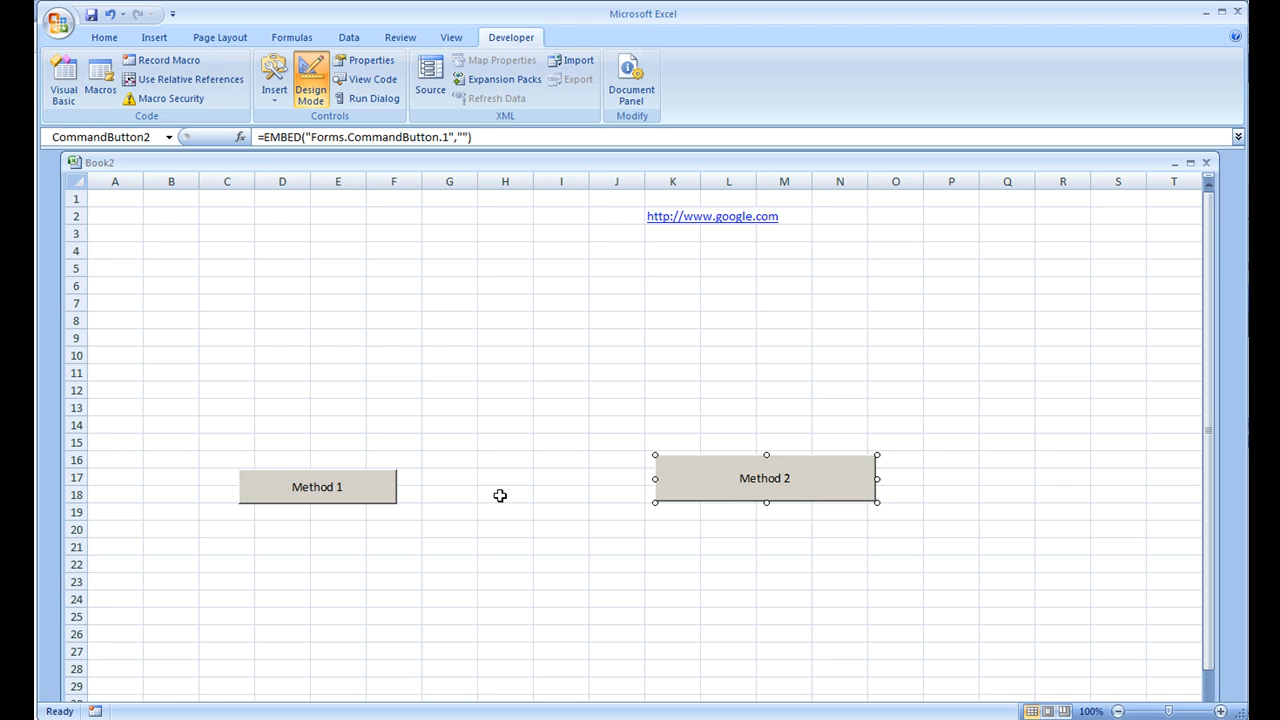 Microsoft Excel
Home Insert Page Layout Formulas Data Review View Developer
Visual Basic
Macros
Record Macro
Use Relative References
Macro Security
Code
Insert
Design Mode
Properties
View Code
Run Dialog
Controls
Source
Map Properties
Expansion Packs
Refresh Data
Import
Export
XML
Document Panel
Modify
CommandButton2 fx =EMBED("Forms.CommandButton.1","")
Book2
A B C D E F G H I J K L M N O P Q R S T
1
2 http://www.google.com
3
4
5
6
7
8
9
10
11
12
13
14
15
16
17
18
19
20
21
22
23
24
25
26
27
28
29
Method 1
Method 2
Ready 100%